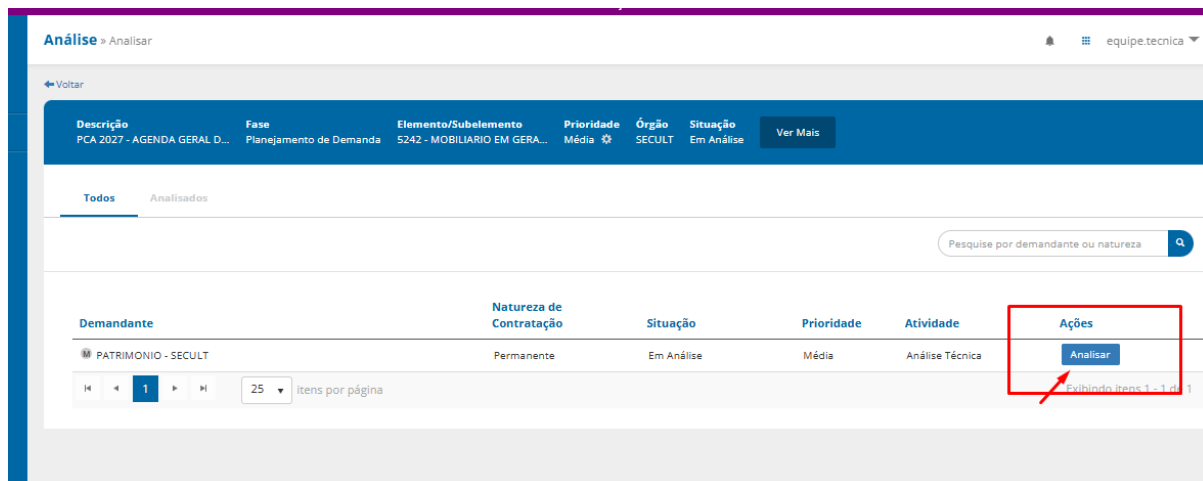 Análise » Analisar
equipe.tecnica
Voltar
Descrição Fase Elemento/Subelemento Prioridade Órgão Situação
PCA 2027 - AGENDA GERAL D... Planejamento de Demanda 5242 - MOBILIARIO EM GERA... Média SECULT Em Análise
Ver Mais
Todos Analisados
Pesquise por demandante ou natureza
Demandante Natureza de Contratação Situação Prioridade Atividade Ações
M PATRIMONIO - SECULT Permanente Em Análise Média Análise Técnica Analisar
1 25 itens por página Exibindo itens 1 - 1 de 1